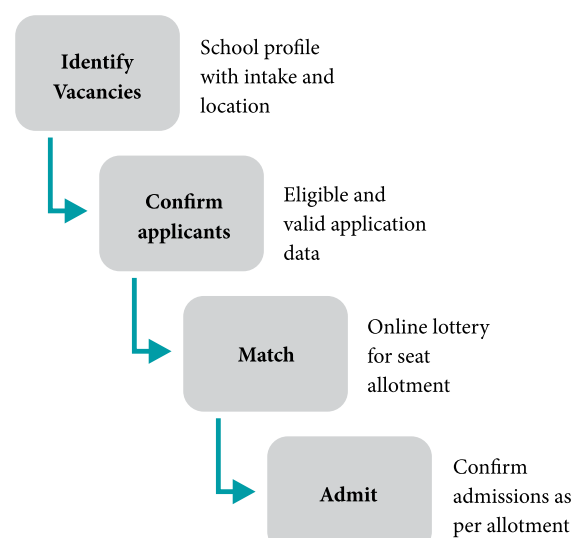 Identify
Vacancies
School profile
with intake and
location
Confirm
applicants
Eligible and
valid application
data
Match
Online lottery
for seat
allotment
Admit
Confirm
admissions as
per allotment